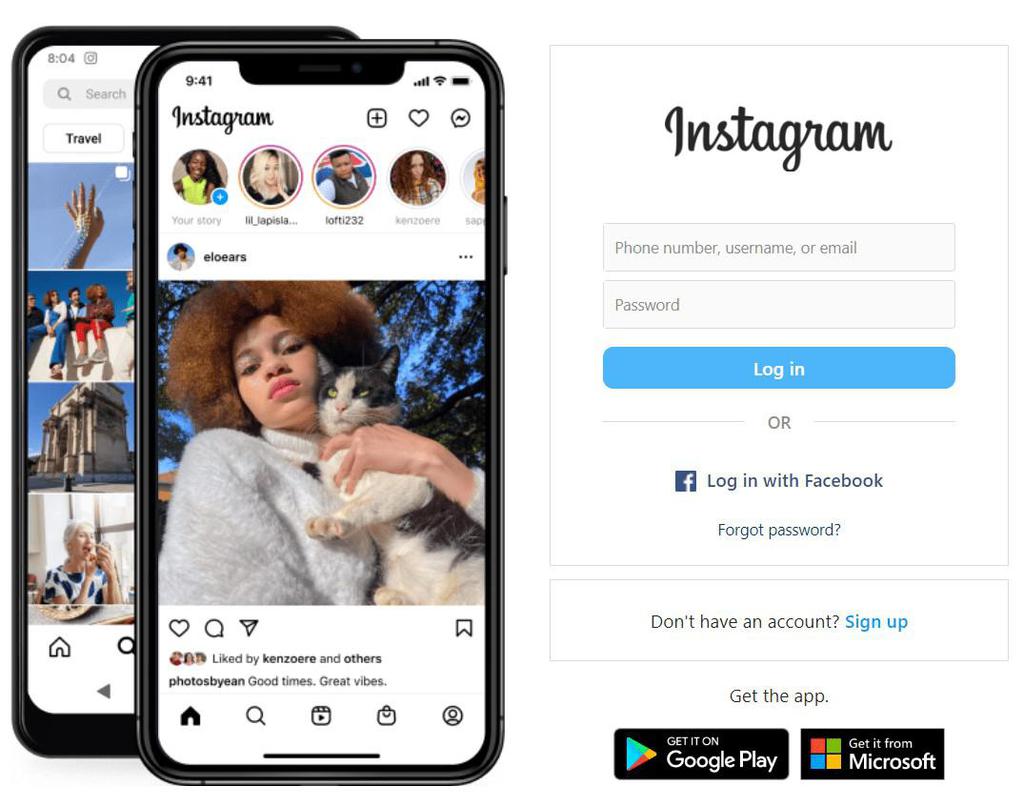 8:04
Search
Travel
9:41
Instagram
Your story
lil_lapisla...
lofti232
kenzoere
eloears
Liked by kenzoere and others
photosbyean Good times. Great vibes.
Instagram
Phone number, username, or email
Password
Log in
OR
Log in with Facebook
Forgot password?
Don't have an account? Sign up
Get the app.
GET IT ON
Google Play
Get it from
Microsoft